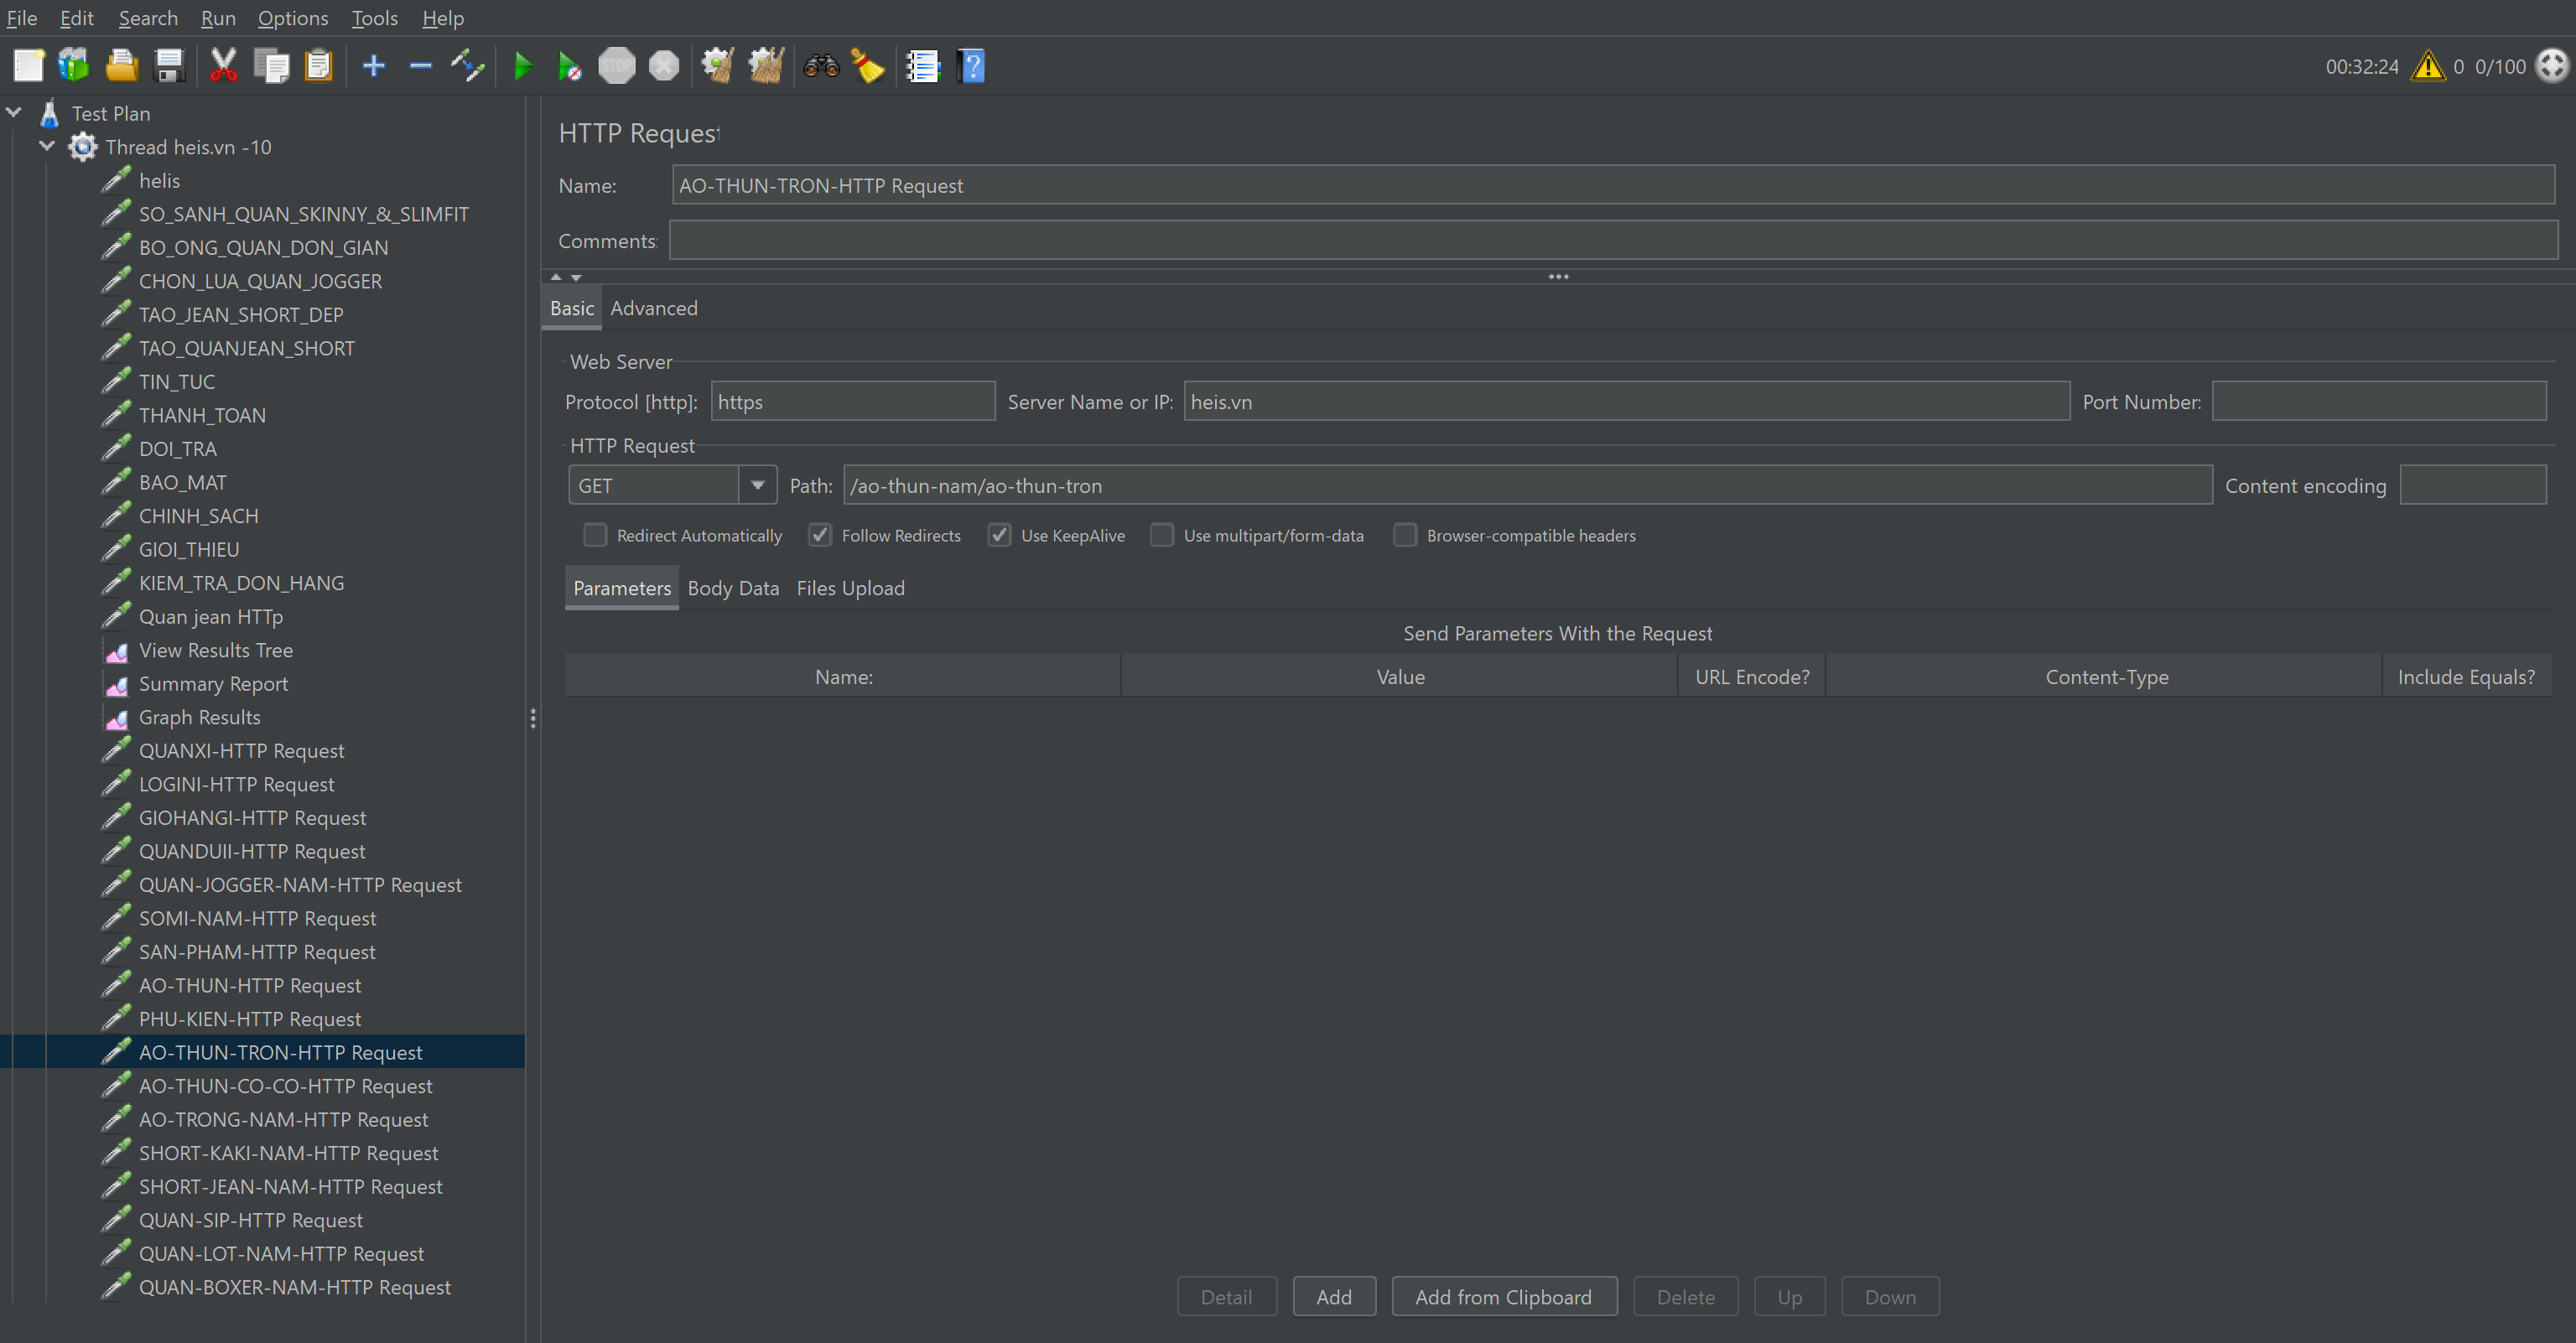 File Edit Search Run Options Tools Help
STOP
00:32:24 0 0/100
Test Plan
Thread heis.vn -10
helis
SO_SANH_QUAN_SKINNY_&_SLIMFIT
BO_ONG_QUAN_DON_GIAN
CHON_LUA_QUAN_JOGGER
TAO_JEAN_SHORT_DEP
TAO_QUANJEAN_SHORT
TIN_TUC
THANH_TOAN
DOI_TRA
BAO_MAT
CHINH_SACH
GIOI_THIEU
KIEM_TRA_DON_HANG
Quan jean HTTp
View Results Tree
Summary Report
Graph Results
QUANXI-HTTP Request
LOGINI-HTTP Request
GIOHANGI-HTTP Request
QUANDUII-HTTP Request
QUAN-JOGGER-NAM-HTTP Request
SOMI-NAM-HTTP Request
SAN-PHAM-HTTP Request
AO-THUN-HTTP Request
PHU-KIEN-HTTP Request
AO-THUN-TRON-HTTP Request
AO-THUN-CO-CO-HTTP Request
AO-TRONG-NAM-HTTP Request
SHORT-KAKI-NAM-HTTP Request
SHORT-JEAN-NAM-HTTP Request
QUAN-SIP-HTTP Request
QUAN-LOT-NAM-HTTP Request
QUAN-BOXER-NAM-HTTP Request
HTTP Request
Name: AO-THUN-TRON-HTTP Request
Comments:
Basic Advanced
Web Server
Protocol [http]: https Server Name or IP: heis.vn Port Number:
HTTP Request
GET Path: /ao-thun-nam/ao-thun-tron Content encoding
Redirect Automatically Follow Redirects Use KeepAlive Use multipart/form-data Browser-compatible headers
Parameters Body Data Files Upload
Send Parameters With the Request
Name: Value URL Encode? Content-Type Include Equals?
Detail Add Add from Clipboard Delete Up Down